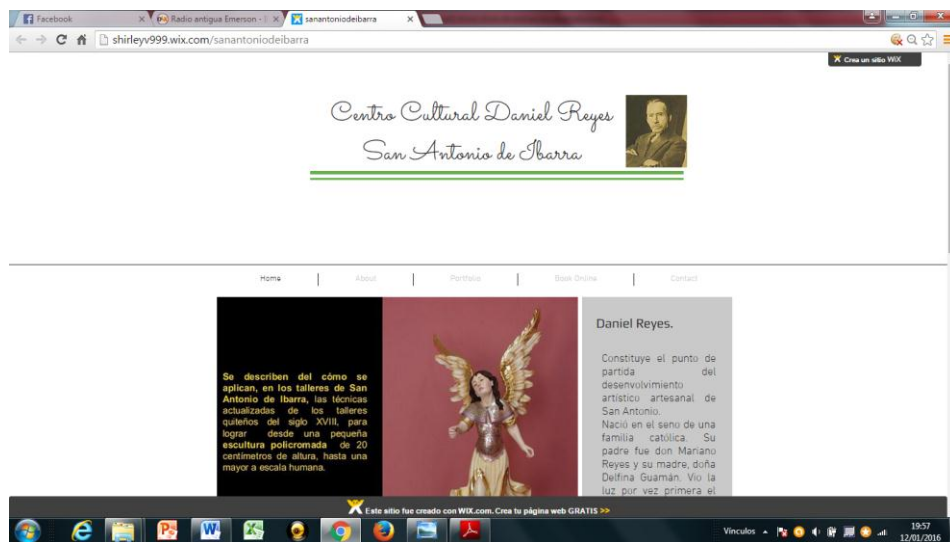 Facebook
Radio antigua Emerson -
sanantoniodeibarra
shirleyv999.wix.com/sanantoniodeibarra
Crea un sitio WiX
Centro Cultural Daniel Reyes
San Antonio de Ibarra
Home
About
Portfolio
Book Online
Contact
Se describen del cómo se
aplican, en los talleres de San
Antonio de Ibarra, las técnicas
actualizadas de los talleres
quiteños del siglo XVIII, para
lograr desde una pequeña
escultura policromada de 20
centímetros de altura, hasta una
mayor a escala humana.
Daniel Reyes.
Constituye el punto de
partida del
desenvolvimiento
artístico artesanal de
San Antonio.
Nació en el seno de una
familia católica. Su
padre fue don Mariano
Reyes y su madre, doña
Delfina Guamán. Vio la
luz por vez primera el
Este sitio fue creado con WIX.com. Crea tu página web GRATIS >>
Vínculos
19:57
12/01/2016